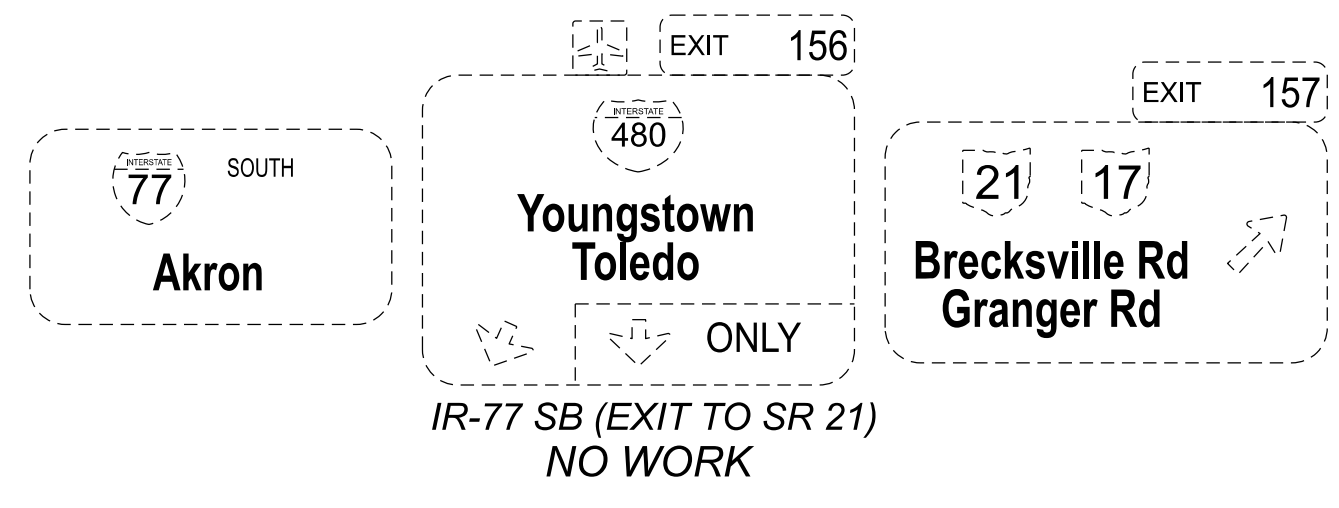 INTERSTATE
77 SOUTH
Akron
EXIT 156
INTERSTATE
480
Youngstown
Toledo
ONLY
EXIT 157
21 17
Brecksville Rd
Granger Rd
IR-77 SB (EXIT TO SR 21)
NO WORK